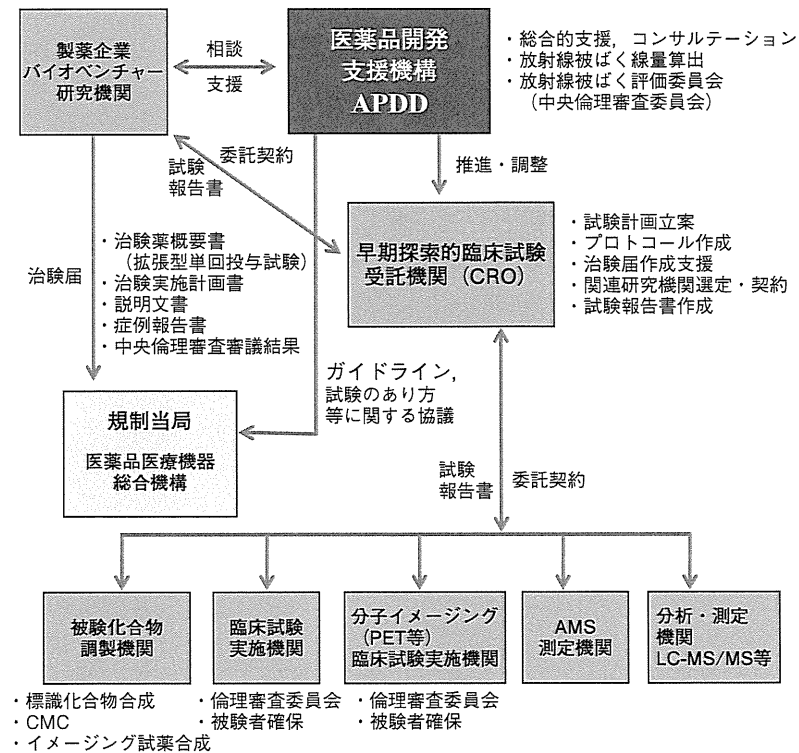 製薬企業
バイオベンチャー
研究機関
相談
支援
医薬品開発
支援機構
APDD
・総合的支援，コンサルテーション
・放射線被ばく線量算出
・放射線被ばく評価委員会
（中央倫理審査委員会）
委託契約
試験
報告書
推進・調整
治験届
・治験薬概要書
（拡張型単回投与試験）
・治験実施計画書
・説明文書
・症例報告書
・中央倫理審査審議結果
早期探索的臨床試験
受託機関（CRO）
・試験計画立案
・プロトコール作成
・治験届作成支援
・関連研究機関選定・契約
・試験報告書作成
ガイドライン，
試験のあり方
等に関する協議
規制当局
医薬品医療機器
総合機構
試験
報告書
委託契約
被験化合物
調製機関
・標識化合物合成
・CMC
・イメージング試薬合成
臨床試験
実施機関
・倫理審査委員会
・被験者確保
分子イメージング
（PET等）
臨床試験実施機関
・倫理審査委員会
・被験者確保
AMS
測定機関
分析・測定
機関
LC-MS/MS等